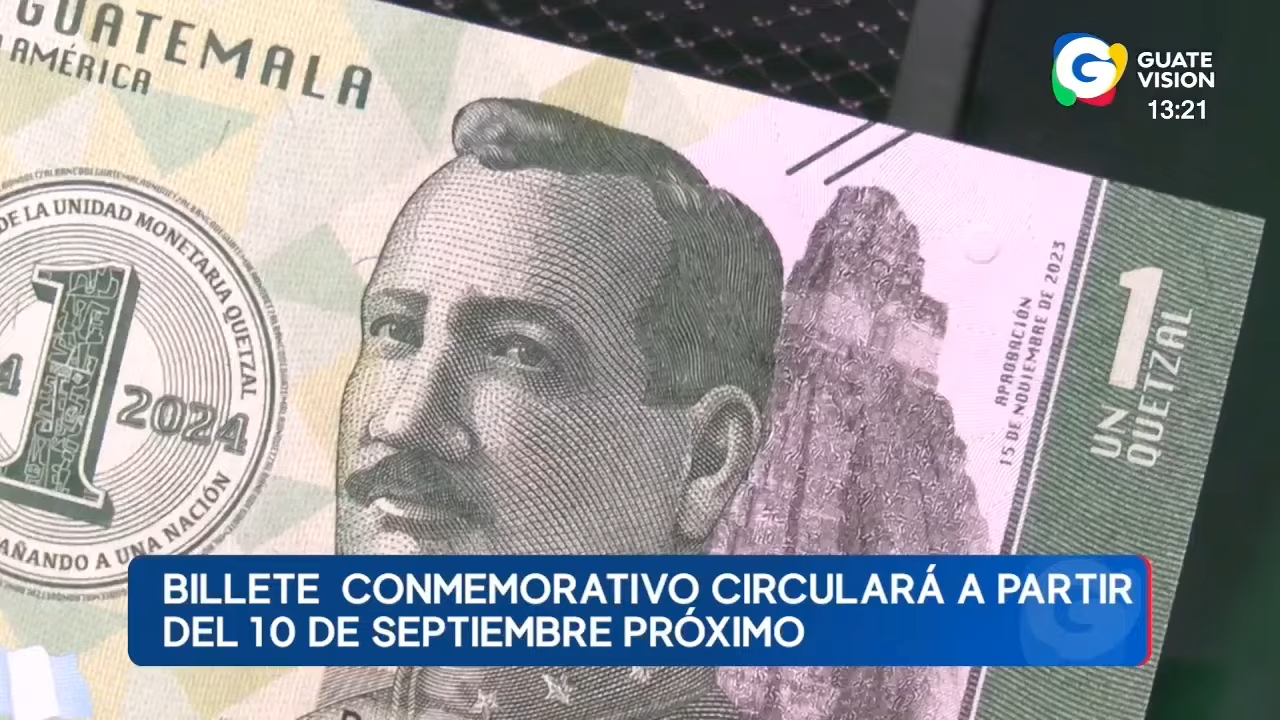 GUATEMALA
AMÉRICA
GUATE
VISION
13:21
DE LA UNIDAD MONETARIA QUETZAL
1
4
2024
AÑANDO A UNA NACIÓN
APROBACIÓN
15 DE NOVIEMBRE DE 2023
1
UN
QUETZAL
BILLETE CONMEMORATIVO CIRCULARÁ A PARTIR
DEL 10 DE SEPTIEMBRE PRÓXIMO